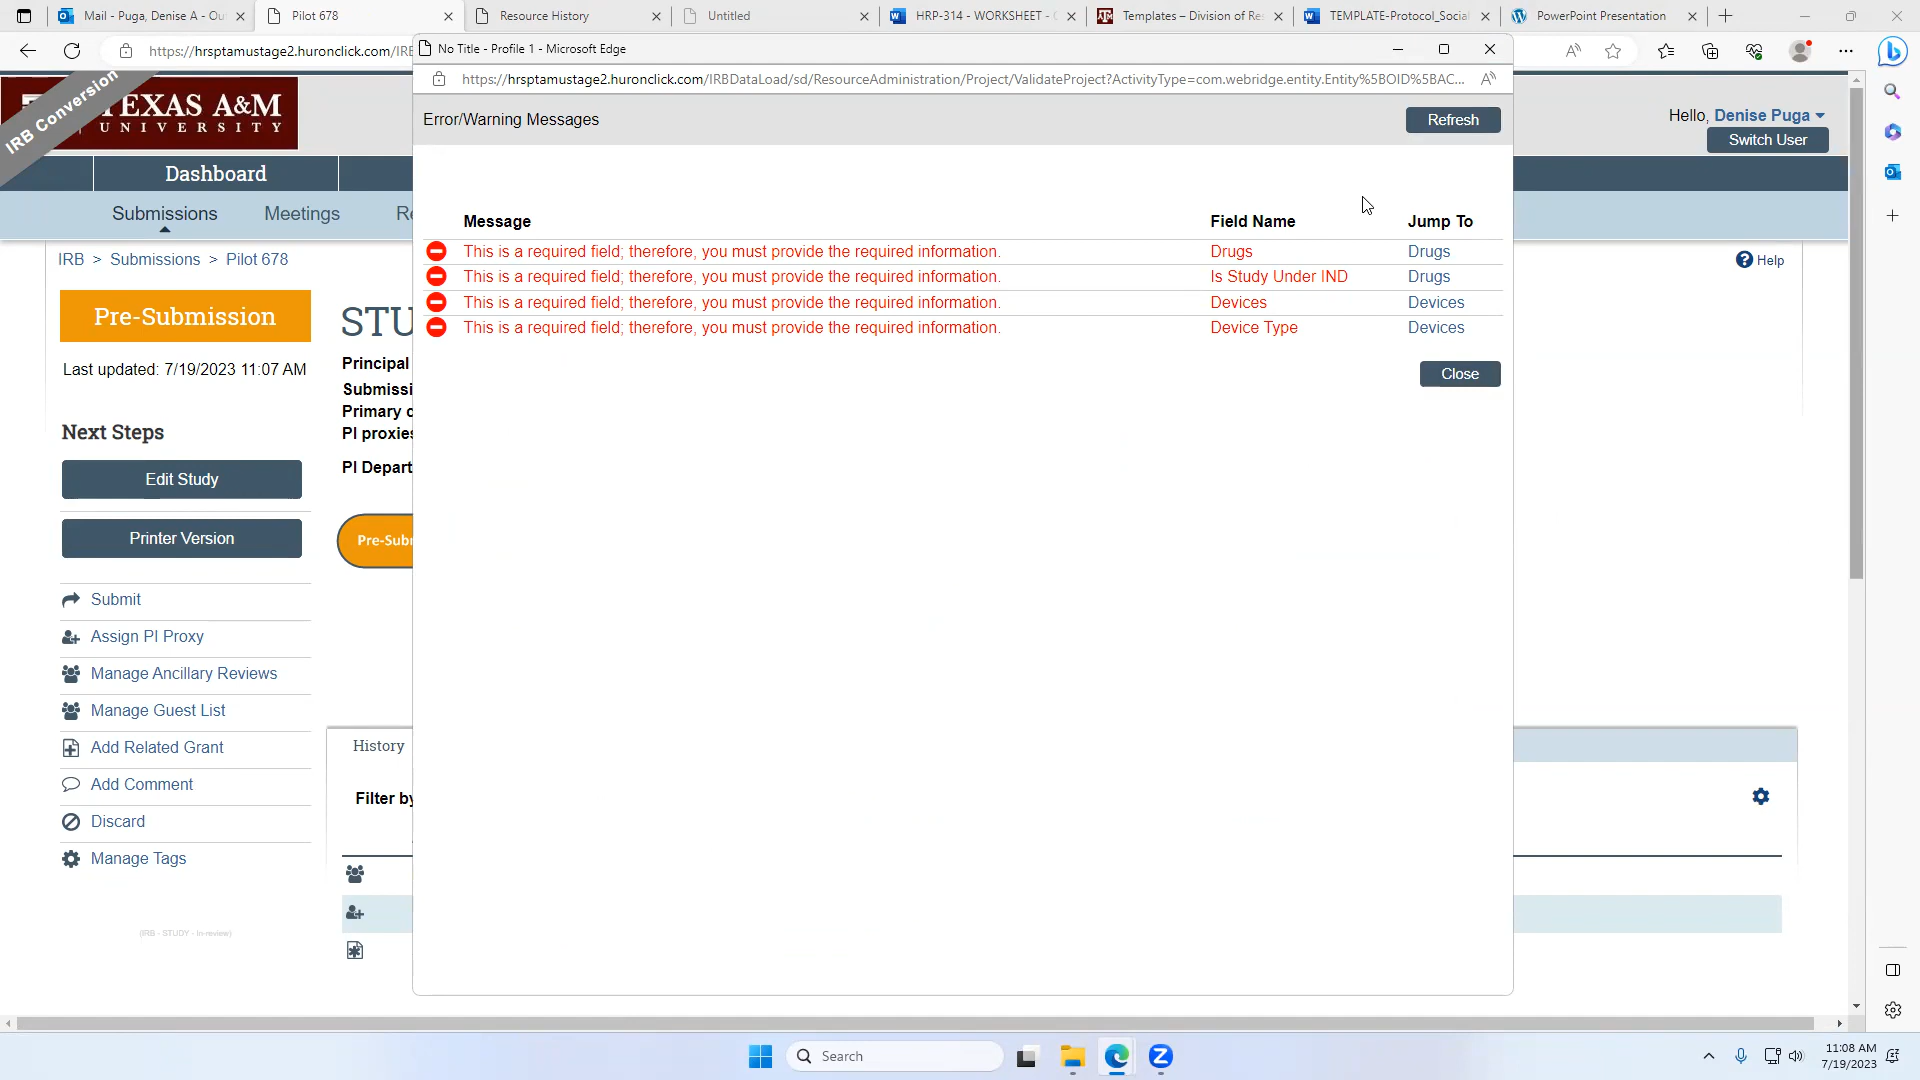 Mail - Puga, Denise A - Ou
Pilot 678
Resource History
Untitled
HRP-314 - WORKSHEET - C
Templates – Division of Re
TEMPLATE-Protocol_Social
PowerPoint Presentation
https://hrsptamustage2.huronclick.com/IRB
No Title - Profile 1 - Microsoft Edge
https://hrsptamustage2.huronclick.com/IRBDataLoad/sd/ResourceAdministration/Project/ValidateProject?ActivityType=com.webridge.entity.Entity%5BOID%5BAC...
IRB Conversion
TEXAS A&M
UNIVERSITY
Error/Warning Messages
Refresh
Hello, Denise Puga
Switch User
Dashboard
Submissions
Meetings
Re
Message
Field Name
Jump To
This is a required field; therefore, you must provide the required information.
Drugs
Drugs
This is a required field; therefore, you must provide the required information.
Is Study Under IND
Drugs
This is a required field; therefore, you must provide the required information.
Devices
Devices
This is a required field; therefore, you must provide the required information.
Device Type
Devices
Close
IRB > Submissions > Pilot 678
Help
Pre-Submission
Last updated: 7/19/2023 11:07 AM
STU
Principal
Submissi
Primary c
PI proxies
PI Depart
Next Steps
Edit Study
Printer Version
Pre-Subr
Submit
Assign PI Proxy
Manage Ancillary Reviews
Manage Guest List
Add Related Grant
Add Comment
Discard
Manage Tags
(IRB - STUDY - In-review)
History
Filter by
Search
11:08 AM
7/19/2023